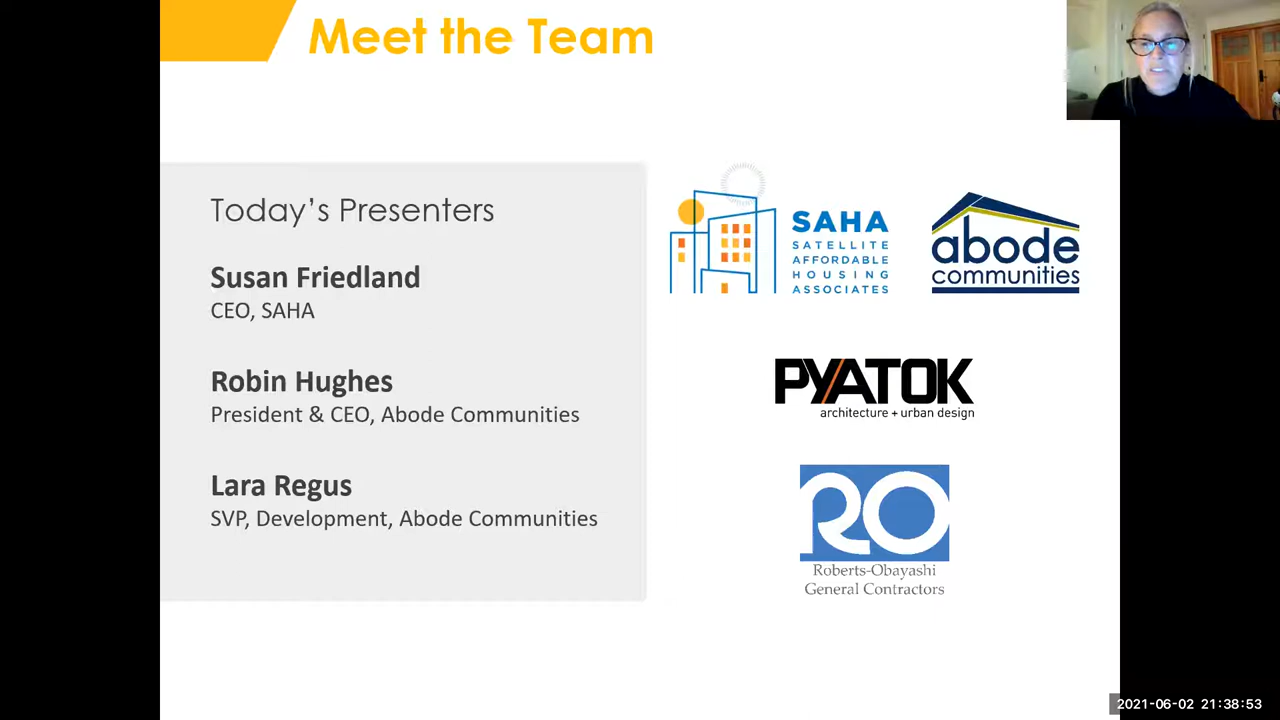 Meet the Team
Today's Presenters
Susan Friedland
CEO, SAHA
Robin Hughes
President & CEO, Abode Communities
Lara Regus
SVP, Development, Abode Communities
SAHA
SATELLITE
AFFORDABLE
HOUSING
ASSOCIATES
abode
communities
PYATOK
architecture + urban design
RO
Roberts-Obayashi
General Contractors
2021-06-02 21:38:53